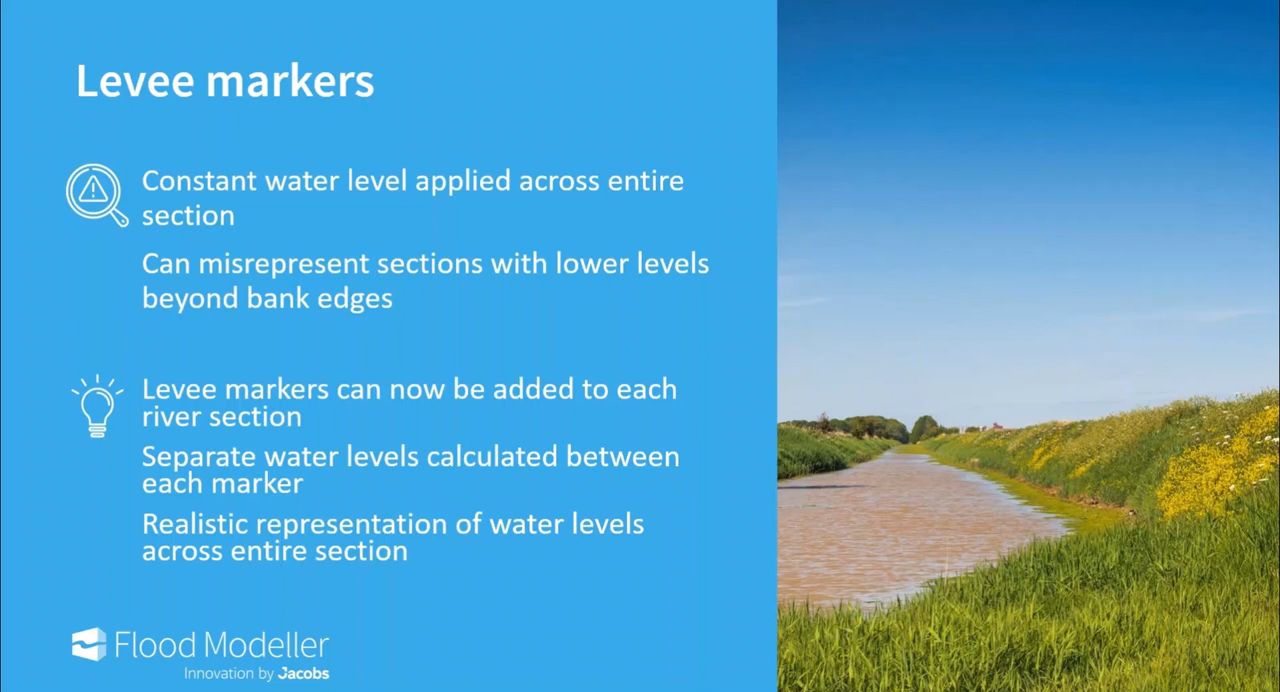 Levee markers
Constant water level applied across entire
section
Can misrepresent sections with lower levels
beyond bank edges
Levee markers can now be added to each
river section
Separate water levels calculated between
each marker
Realistic representation of water levels
across entire section
Flood Modeller
Innovation by Jacobs